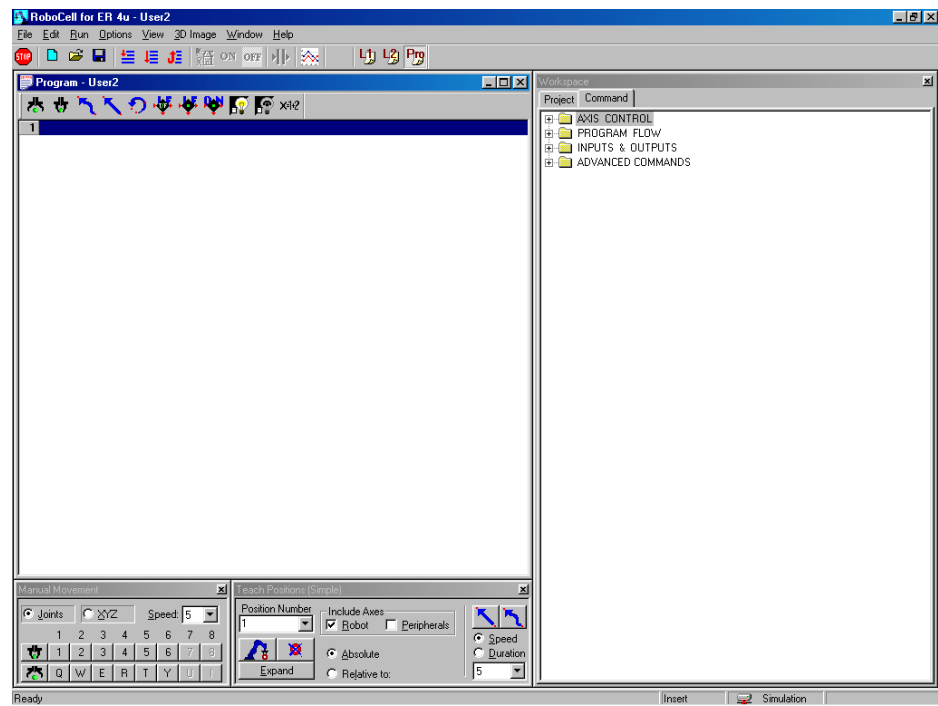 RoboCell for ER 4u - User2
File Edit Run Options View 3D Image Window Help
STOP ON OFF L1 L2 Prg
Program - User2
1
Workspace
Project Command
AXIS CONTROL
PROGRAM FLOW
INPUTS & OUTPUTS
ADVANCED COMMANDS
Manual Movement
Joints XYZ Speed: 5
1 2 3 4 5 6 7 8
1 2 3 4 5 6 7 8
Q W E R T Y U I
Teach Positions (Simple)
Position Number
1
Include Axes
Robot Peripherals
Absolute
Expand
Relative to:
Speed
Duration
5
Ready Insert Simulation